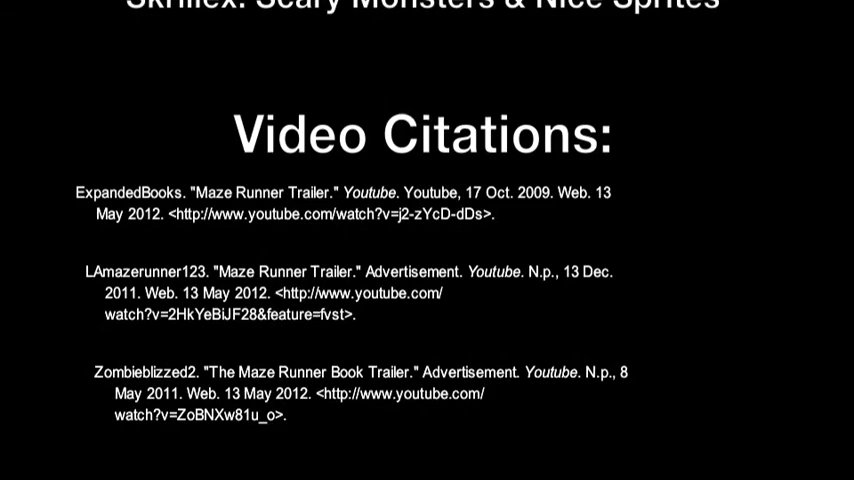 Skrillex: Scary Monsters & Nice Sprites
Video Citations:
ExpandedBooks. "Maze Runner Trailer." Youtube. Youtube, 17 Oct. 2009. Web. 13
May 2012. <http://www.youtube.com/watch?v=j2-zYcD-dDs>.
LAmazerunner123. "Maze Runner Trailer." Advertisement. Youtube. N.p., 13 Dec.
2011. Web. 13 May 2012. <http://www.youtube.com/
watch?v=2HkYeBiJF28&feature=fvst>.
Zombieblizzed2. "The Maze Runner Book Trailer." Advertisement. Youtube. N.p., 8
May 2011. Web. 13 May 2012. <http://www.youtube.com/
watch?v=ZoBNXw81u_o>.